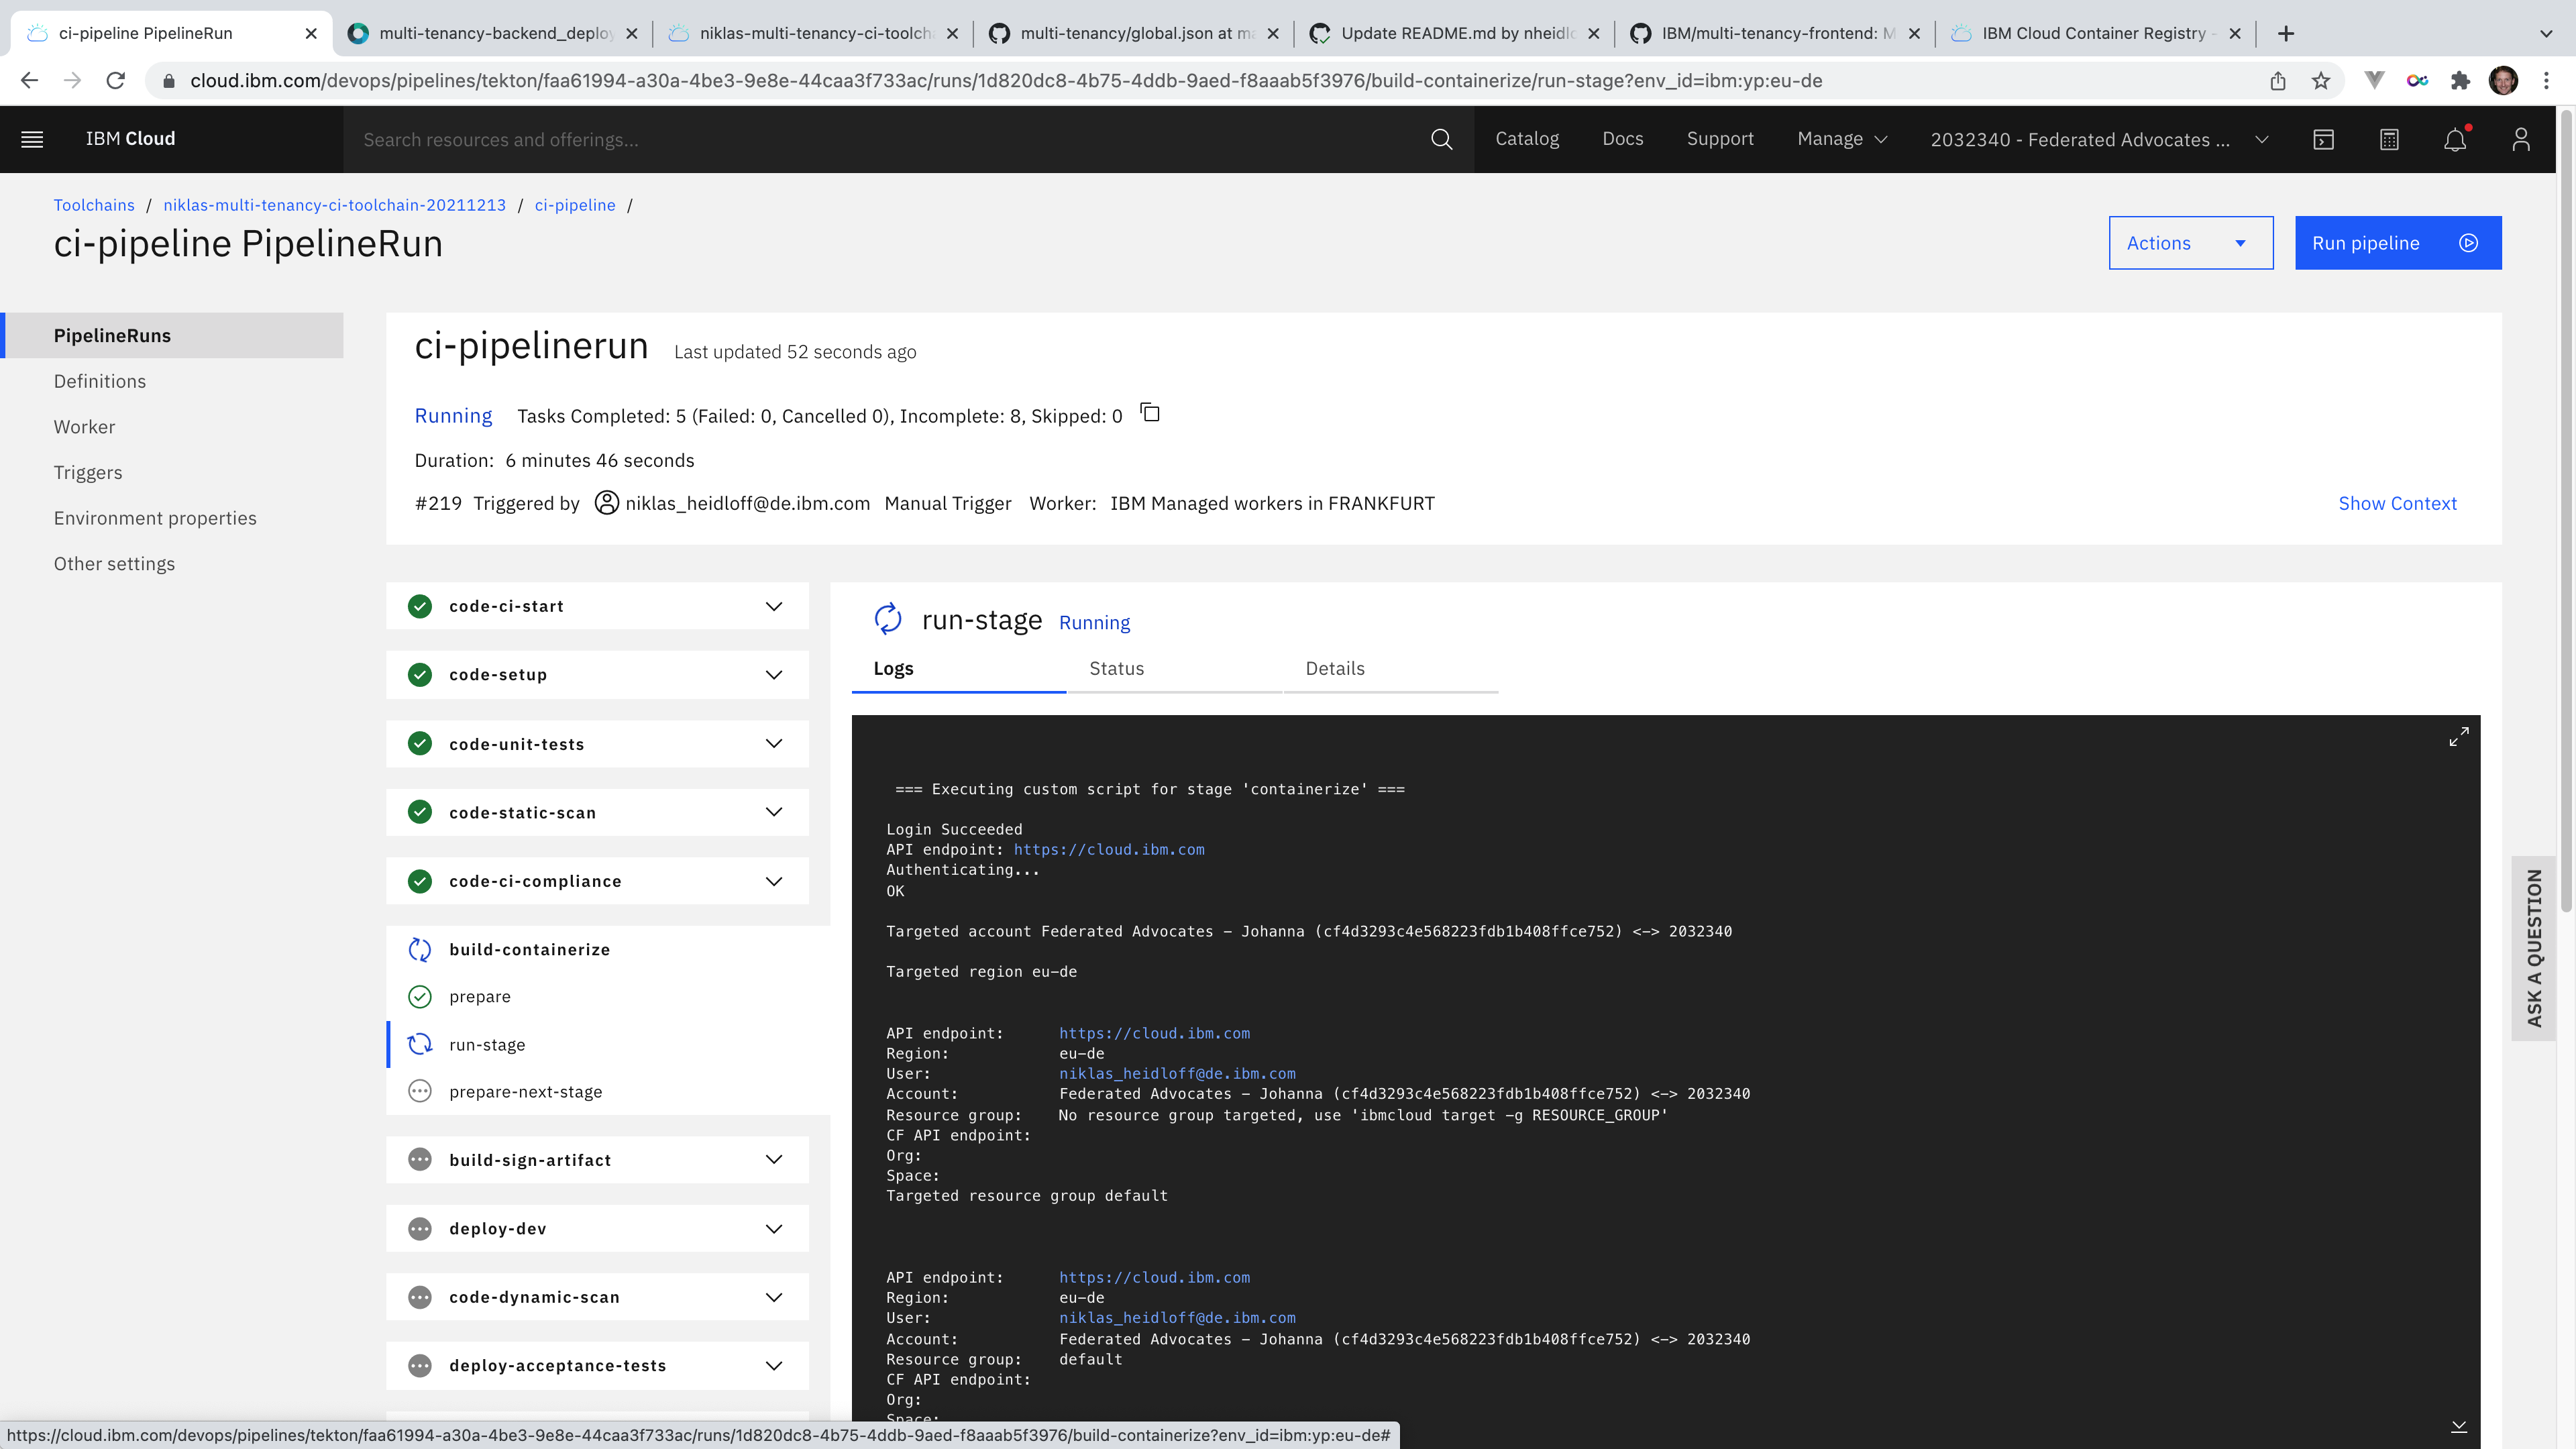 ci-pipeline PipelineRun
multi-tenancy-backend_deploy
niklas-multi-tenancy-ci-toolch
multi-tenancy/global.json at ma
Update README.md by nheidlo
IBM/multi-tenancy-frontend: M
IBM Cloud Container Registry -
cloud.ibm.com/devops/pipelines/tekton/faa61994-a30a-4be3-9e8e-44caa3f733ac/runs/1d820dc8-4b75-4ddb-9aed-f8aaab5f3976/build-containerize/run-stage?env_id=ibm:yp:eu-de
IBM Cloud
Search resources and offerings...
Catalog
Docs
Support
Manage
2032340 - Federated Advocates ...
Toolchains / niklas-multi-tenancy-ci-toolchain-20211213 / ci-pipeline /
ci-pipeline PipelineRun
Actions
Run pipeline
PipelineRuns
Definitions
Worker
Triggers
Environment properties
Other settings
ci-pipelinerun Last updated 52 seconds ago
Running Tasks Completed: 5 (Failed: 0, Cancelled 0), Incomplete: 8, Skipped: 0
Duration: 6 minutes 46 seconds
#219 Triggered by niklas_heidloff@de.ibm.com Manual Trigger Worker: IBM Managed workers in FRANKFURT
Show Context
code-ci-start
code-setup
code-unit-tests
code-static-scan
code-ci-compliance
build-containerize
prepare
run-stage
prepare-next-stage
build-sign-artifact
deploy-dev
code-dynamic-scan
deploy-acceptance-tests
run-stage Running
Logs
Status
Details
=== Executing custom script for stage 'containerize' ===
Login Succeeded
API endpoint: https://cloud.ibm.com
Authenticating...
OK
Targeted account Federated Advocates - Johanna (cf4d3293c4e568223fdb1b408ffce752) <-> 2032340
Targeted region eu-de
API endpoint: https://cloud.ibm.com
Region: eu-de
User: niklas_heidloff@de.ibm.com
Account: Federated Advocates - Johanna (cf4d3293c4e568223fdb1b408ffce752) <-> 2032340
Resource group: No resource group targeted, use 'ibmcloud target -g RESOURCE_GROUP'
CF API endpoint:
Org:
Space:
Targeted resource group default
API endpoint: https://cloud.ibm.com
Region: eu-de
User: niklas_heidloff@de.ibm.com
Account: Federated Advocates - Johanna (cf4d3293c4e568223fdb1b408ffce752) <-> 2032340
Resource group: default
CF API endpoint:
Org:
Space:
ASK A QUESTION
https://cloud.ibm.com/devops/pipelines/tekton/faa61994-a30a-4be3-9e8e-44caa3f733ac/runs/1d820dc8-4b75-4ddb-9aed-f8aaab5f3976/build-containerize?env_id=ibm:yp:eu-de#